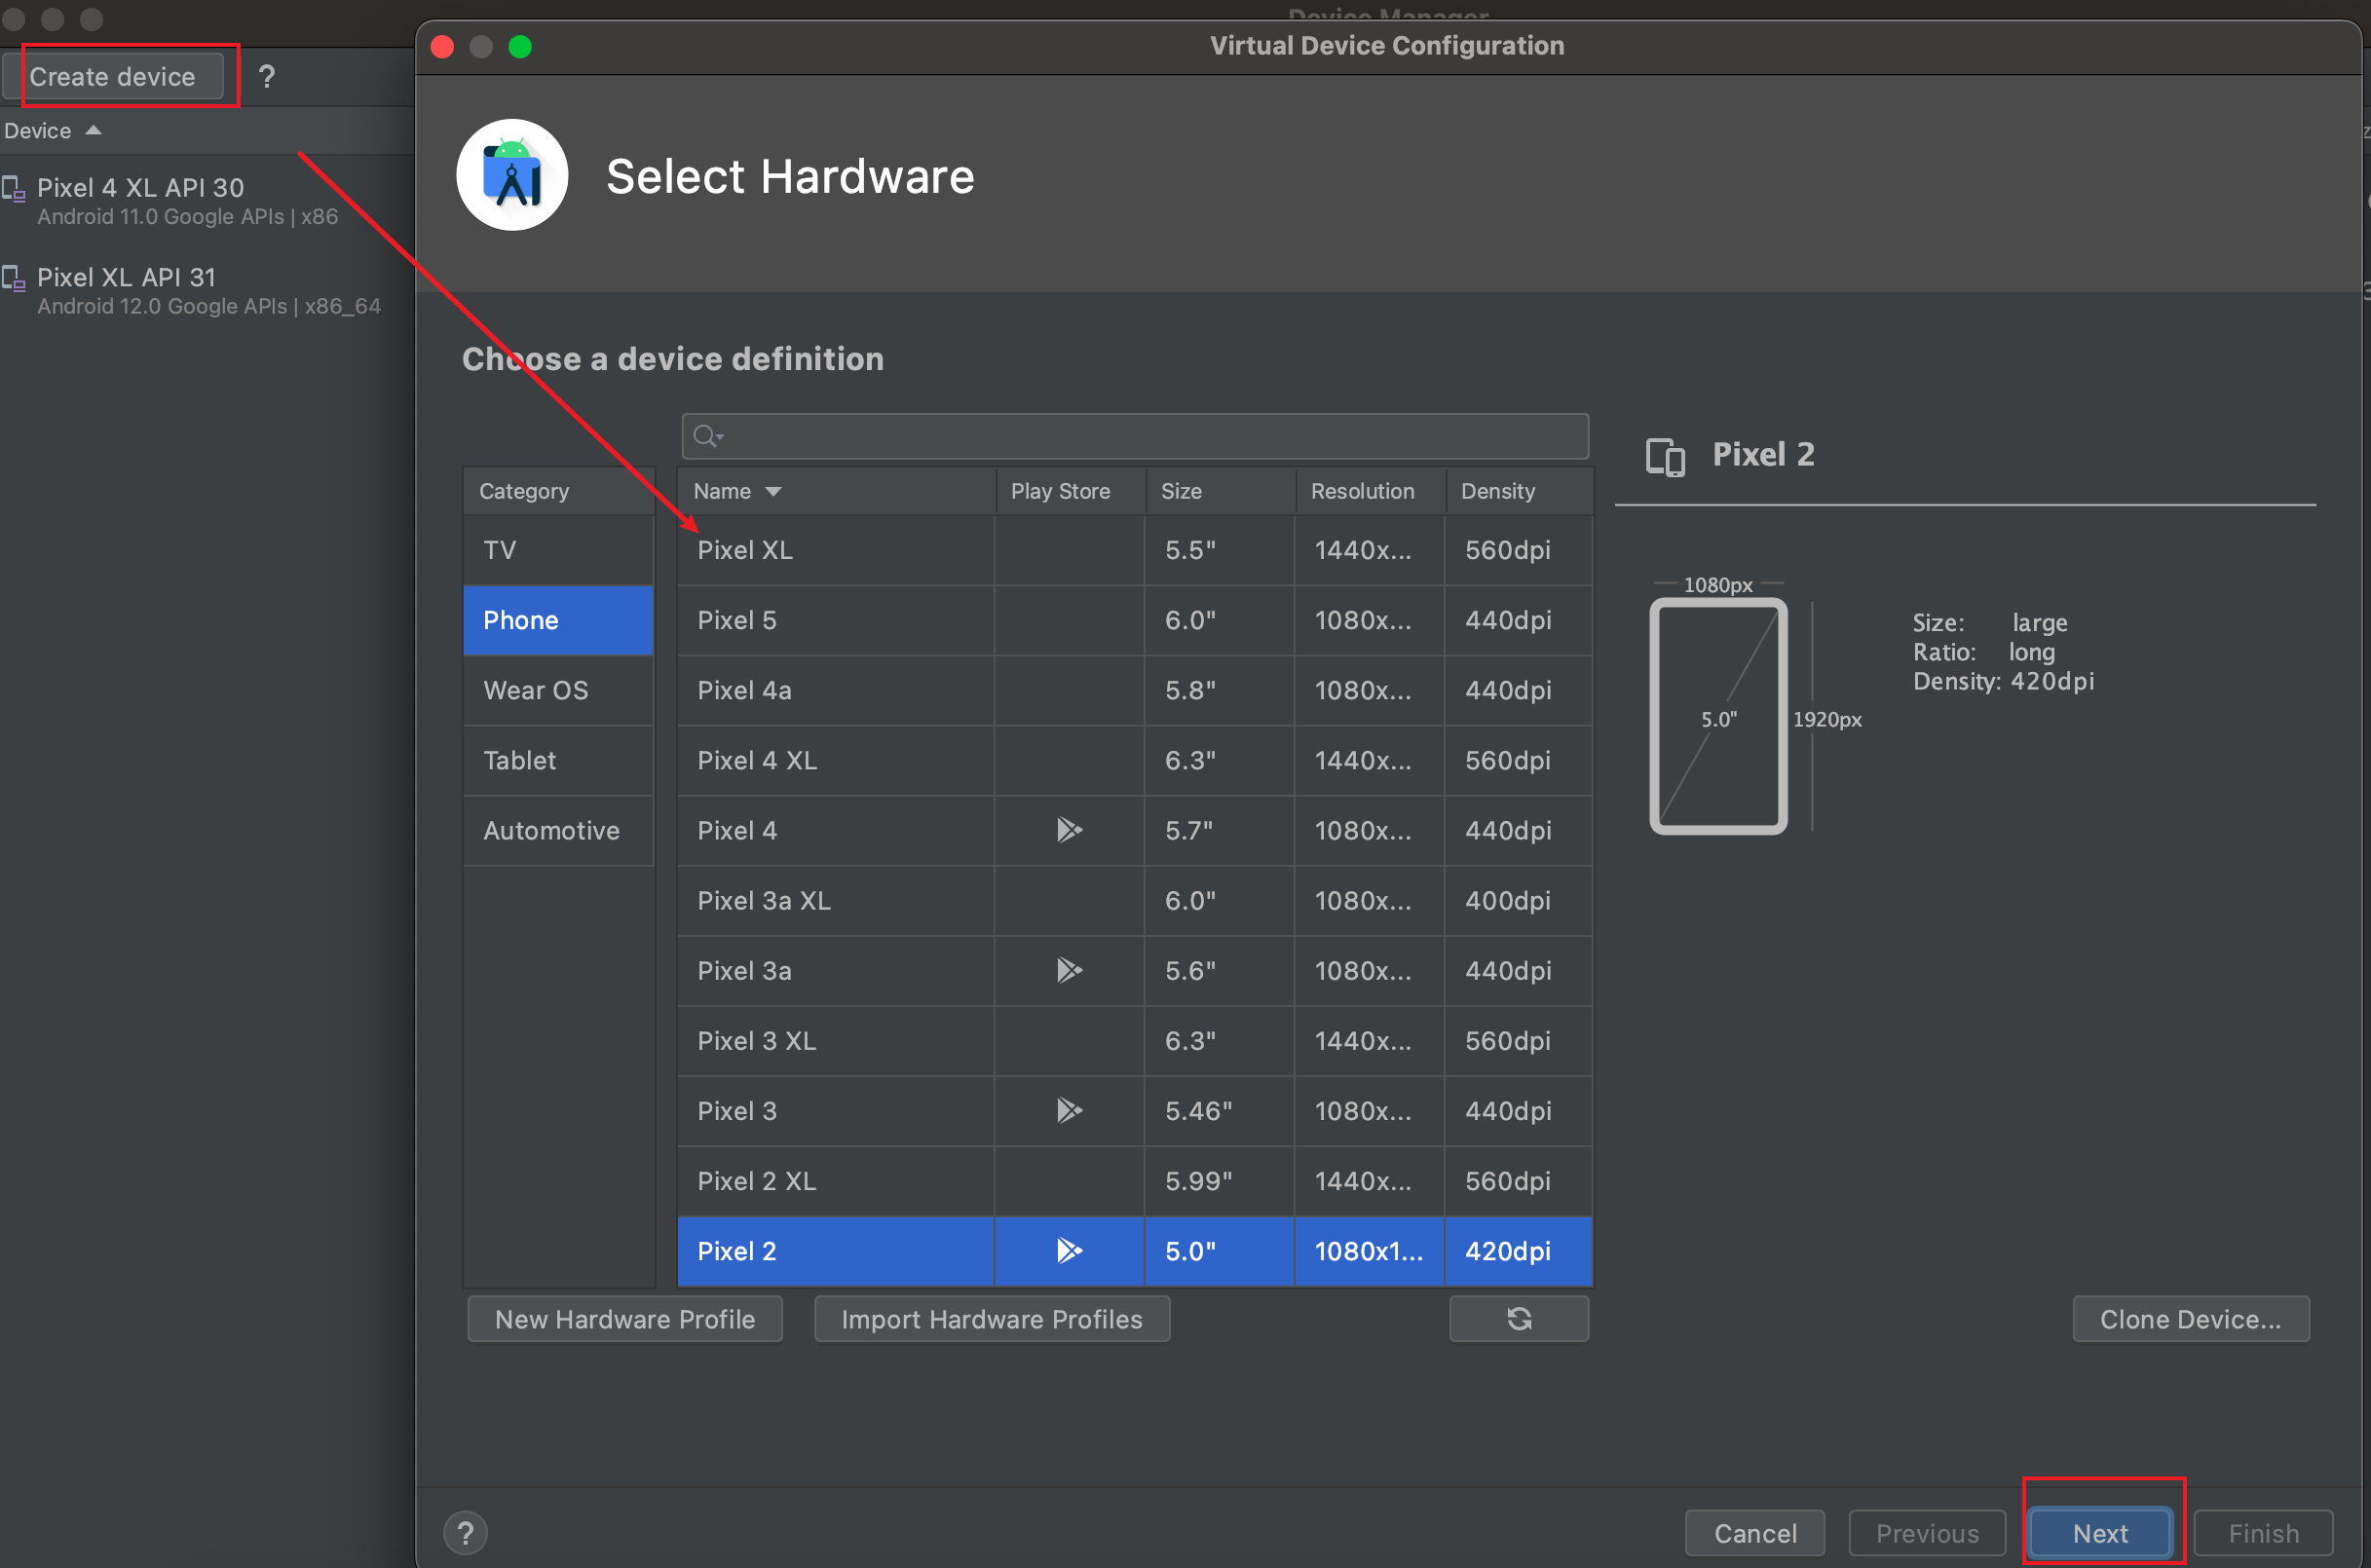 Device Manager
Virtual Device Configuration
Create device
?
Device
Pixel 4 XL API 30
Android 11.0 Google APIs | x86
Pixel XL API 31
Android 12.0 Google APIs | x86_64
Select Hardware
Choose a device definition
Category
TV
Phone
Wear OS
Tablet
Automotive
Name Play Store Size Resolution Density
Pixel XL 5.5" 1440x... 560dpi
Pixel 5 6.0" 1080x... 440dpi
Pixel 4a 5.8" 1080x... 440dpi
Pixel 4 XL 6.3" 1440x... 560dpi
Pixel 4 5.7" 1080x... 440dpi
Pixel 3a XL 6.0" 1080x... 400dpi
Pixel 3a 5.6" 1080x... 440dpi
Pixel 3 XL 6.3" 1440x... 560dpi
Pixel 3 5.46" 1080x... 440dpi
Pixel 2 XL 5.99" 1440x... 560dpi
Pixel 2 5.0" 1080x1... 420dpi
Pixel 2
1080px
5.0"
1920px
Size: large
Ratio: long
Density: 420dpi
New Hardware Profile
Import Hardware Profiles
Clone Device...
?
Cancel
Previous
Next
Finish